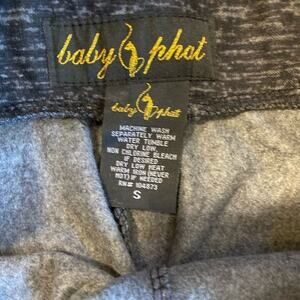 baby phat
baby phat
MACHINE WASH
SEPARATELY WARM
WATER TUMBLE
DRY LOW.
NON CHLORINE BLEACH
IF DESIRED
DRY LOW HEAT
WARM IRON(NEVER
HOT)IF NEEDED
RN# 104873
S